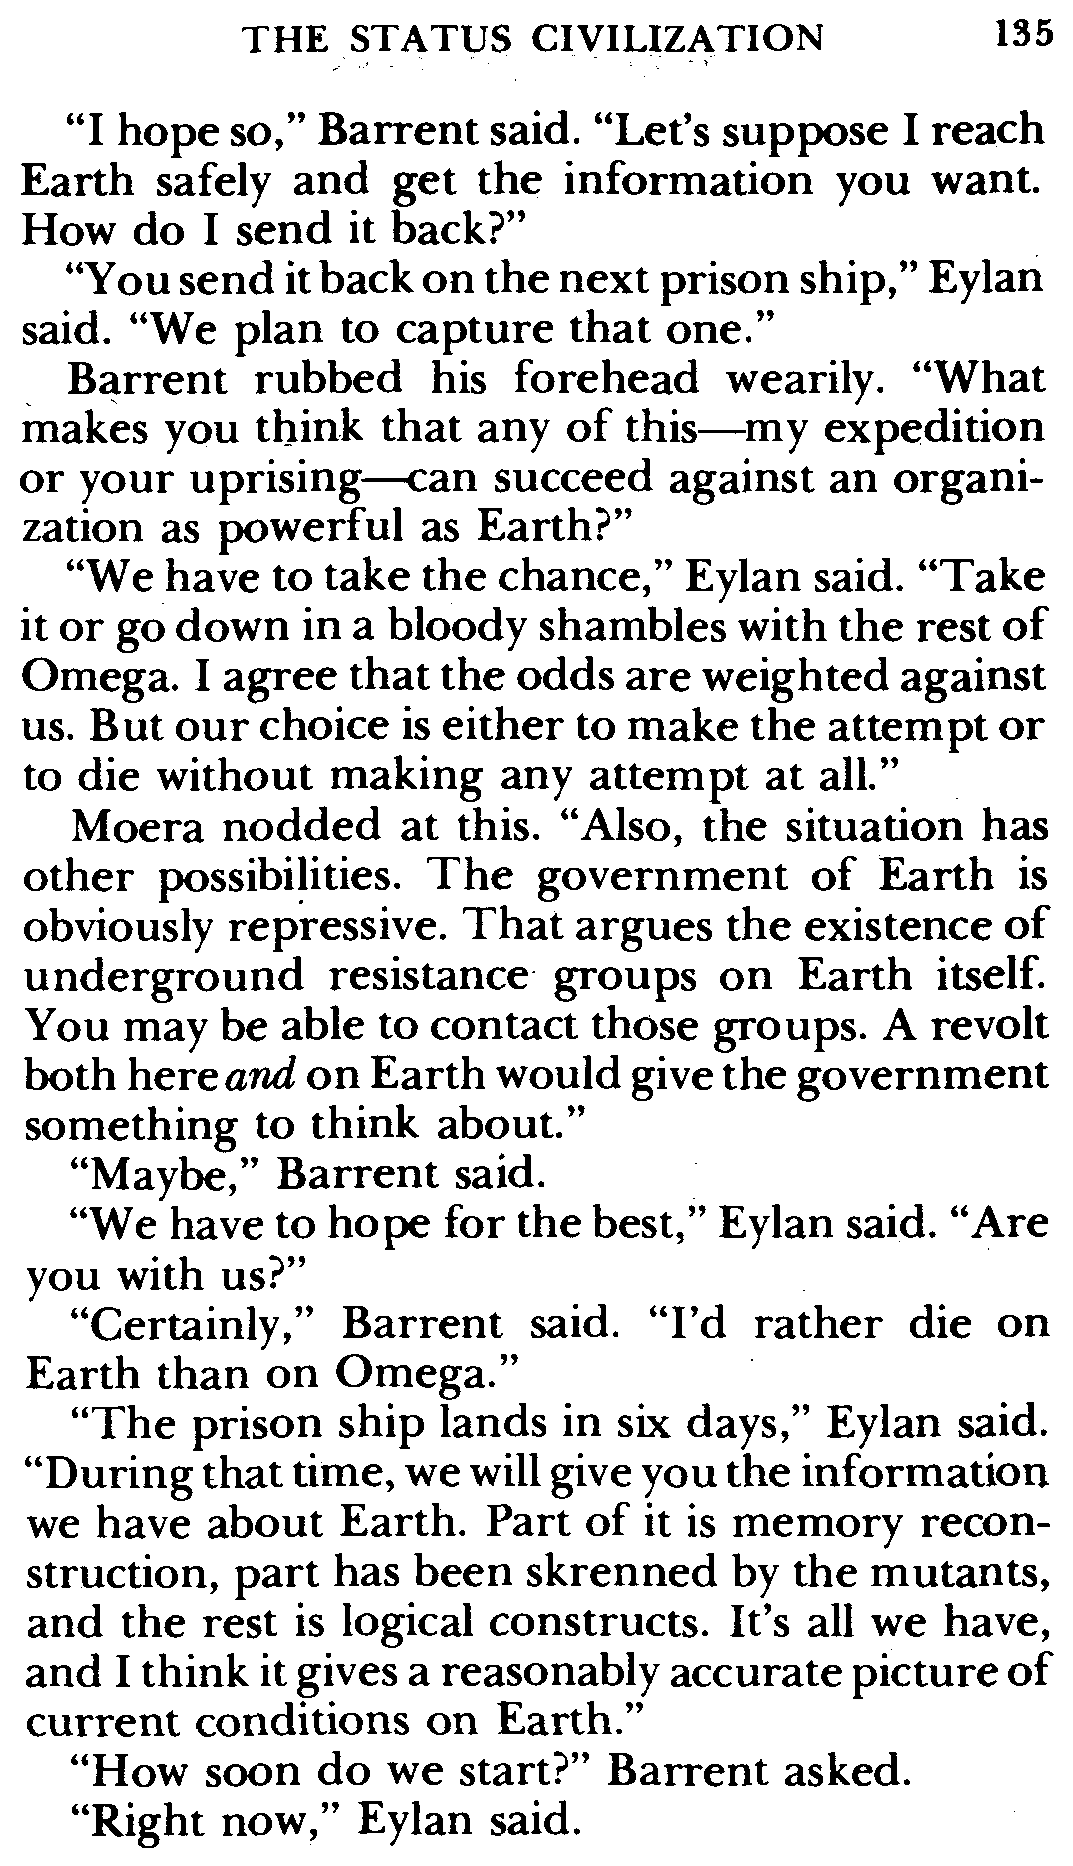 THE STATUS CIVILIZATION 135
“I hope so,” Barrent said. “Let’s suppose I reach
Earth safely and get the information you want.
How do I send it back?”
“You send it back on the next prison ship,” Eylan
said. “We plan to capture that one.”
Barrent rubbed his forehead wearily. “What
makes you think that any of this—my expedition
or your uprising—can succeed against an organi-
zation as powerful as Earth?”
“We have to take the chance,” Eylan said. “Take
it or go down in a bloody shambles with the rest of
Omega. I agree that the odds are weighted against
us. But our choice is either to make the attempt or
to die without making any attempt at all.”
Moera nodded at this. “Also, the situation has
other possibilities. The government of Earth is
obviously repressive. That argues the existence of
underground resistance groups on Earth itself.
You may be able to contact those groups. A revolt
both here and on Earth would give the government
something to think about.”
“Maybe,” Barrent said.
“We have to hope for the best,” Eylan said. “Are
you with us?”
“Certainly,” Barrent said. “I’d rather die on
Earth than on Omega.”
“The prison ship lands in six days,” Eylan said.
“During that time, we will give you the information
we have about Earth. Part of it is memory recon-
struction, part has been skrenned by the mutants,
and the rest is logical constructs. It’s all we have,
and I think it gives a reasonably accurate picture of
current conditions on Earth.”
“How soon do we start?” Barrent asked.
“Right now,” Eylan said.